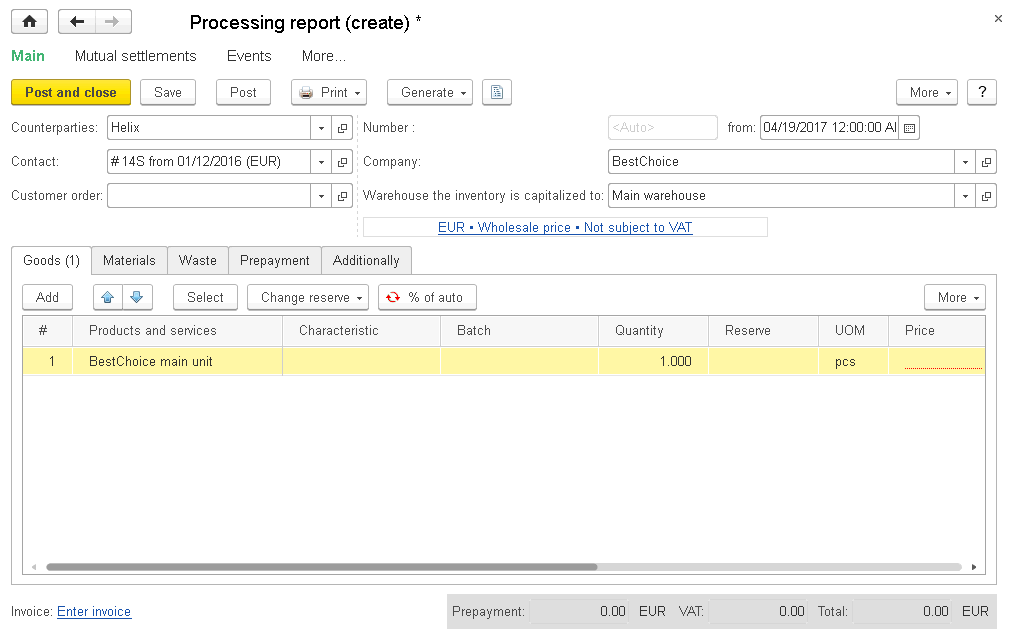 Processing report (create) *
Main Mutual settlements Events More...
Post and close Save Post Print Generate More ?
Counterparties: Helix Number : <Auto> from: 04/19/2017 12:00:00 Al
Contact: # 14S from 01/12/2016 (EUR) Company: BestChoice
Customer order: Warehouse the inventory is capitalized to: Main warehouse
EUR • Wholesale price • Not subject to VAT
Goods (1) Materials Waste Prepayment Additionally
Add Select Change reserve % of auto More
# Products and services Characteristic Batch Quantity Reserve UOM Price
1 BestChoice main unit 1.000 pcs
Invoice: Enter invoice Prepayment: 0.00 EUR VAT: 0.00 Total: 0.00 EUR